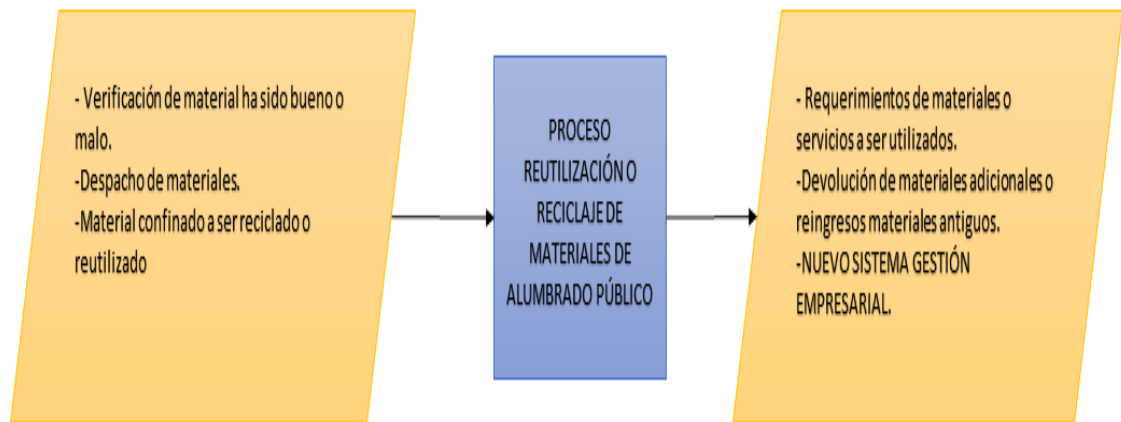 - Verificación de material ha sido bueno o
malo.
-Despacho de materiales.
-Material confinado a ser reciclado o
reutilizado
PROCESO
REUTILIZACIÓN O
RECICLAJE DE
MATERIALES DE
ALUMBRADO PÚBLICO
- Requerimientos de materiales o
servicios a ser utilizados.
-Devolución de materiales adicionales o
reingresos materiales antiguos.
-NUEVO SISTEMA GESTIÓN
EMPRESARIAL.